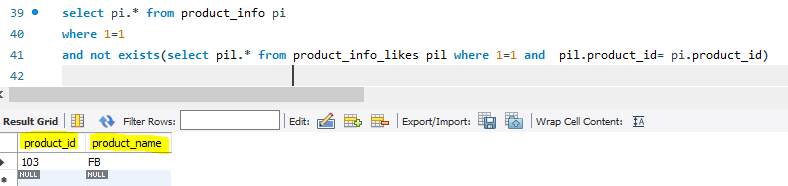 39 select pi.* from product_info pi
40 where 1=1
41 and not exists(select pil.* from product_info_likes pil where 1=1 and  pil.product_id= pi.product_id)
42
Result Grid Filter Rows: Edit: Export/Import: Wrap Cell Content: IA
product_id product_name
103 FB
NULL NULL